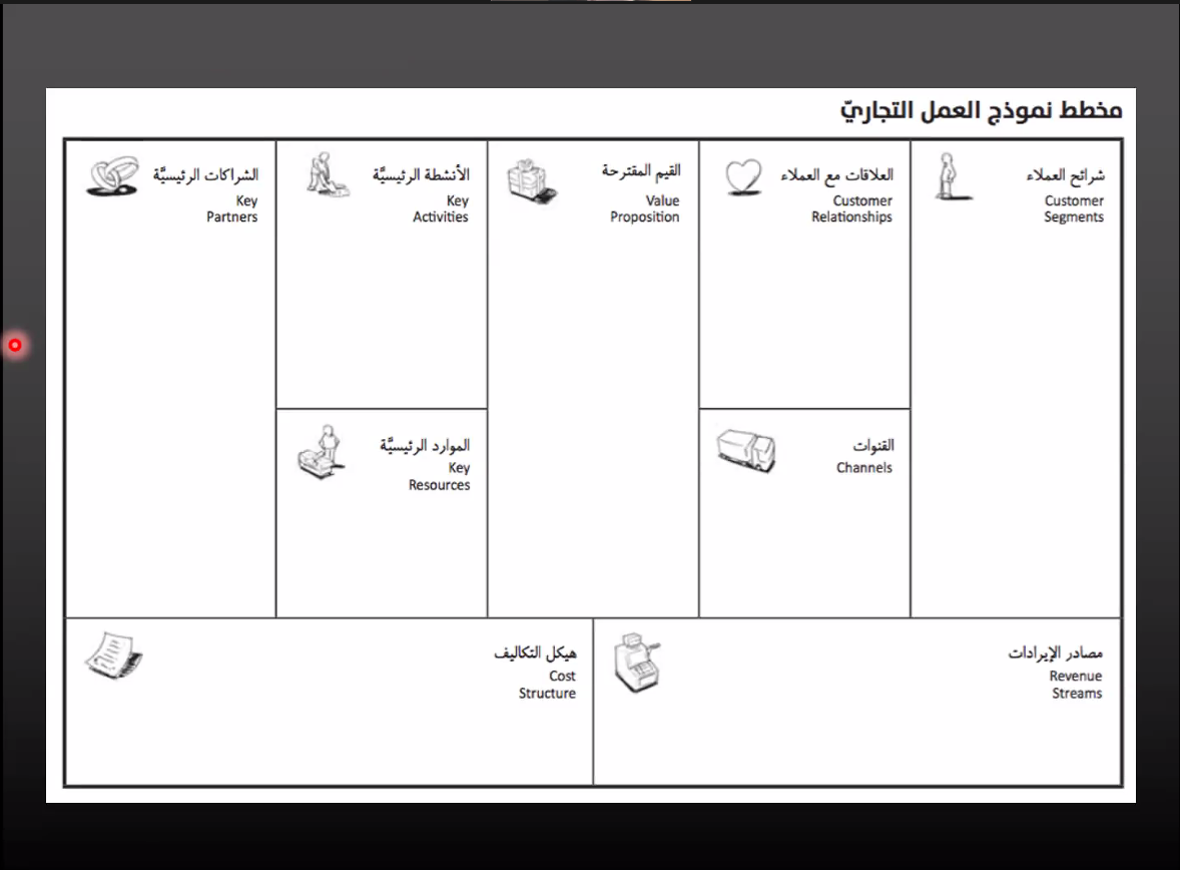 مخطط نموذج العمل التجاريّ
شرائح العملاء
Customer
Segments
العلاقات مع العملاء
Customer
Relationships
القنوات
Channels
القيم المقترحة
Value
Proposition
الأنشطة الرئيسيَّة
Key
Activities
الموارد الرئيسيَّة
Key
Resources
الشراكات الرئيسيَّة
Key
Partners
مصادر الإيرادات
Revenue
Streams
هيكل التكاليف
Cost
Structure